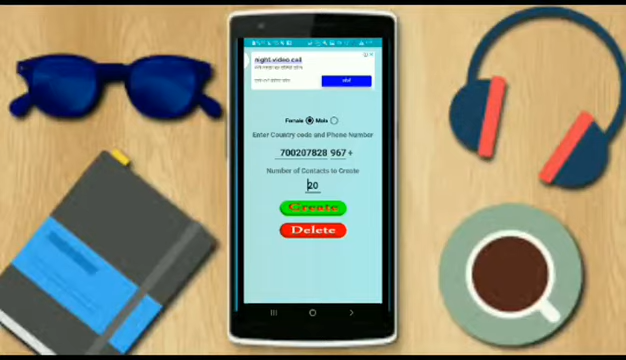 night.video.call
Female Male
Enter Country code and Phone Number
700207828 967 +
Number of Contacts to Create
20
Create
Delete